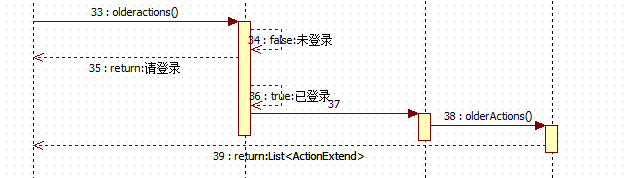 33 : olderactions()
34 : false:未登录
35 : return:请登录
36 : true:已登录
37
38 : olderActions()
39 : return:List<ActionExtend>